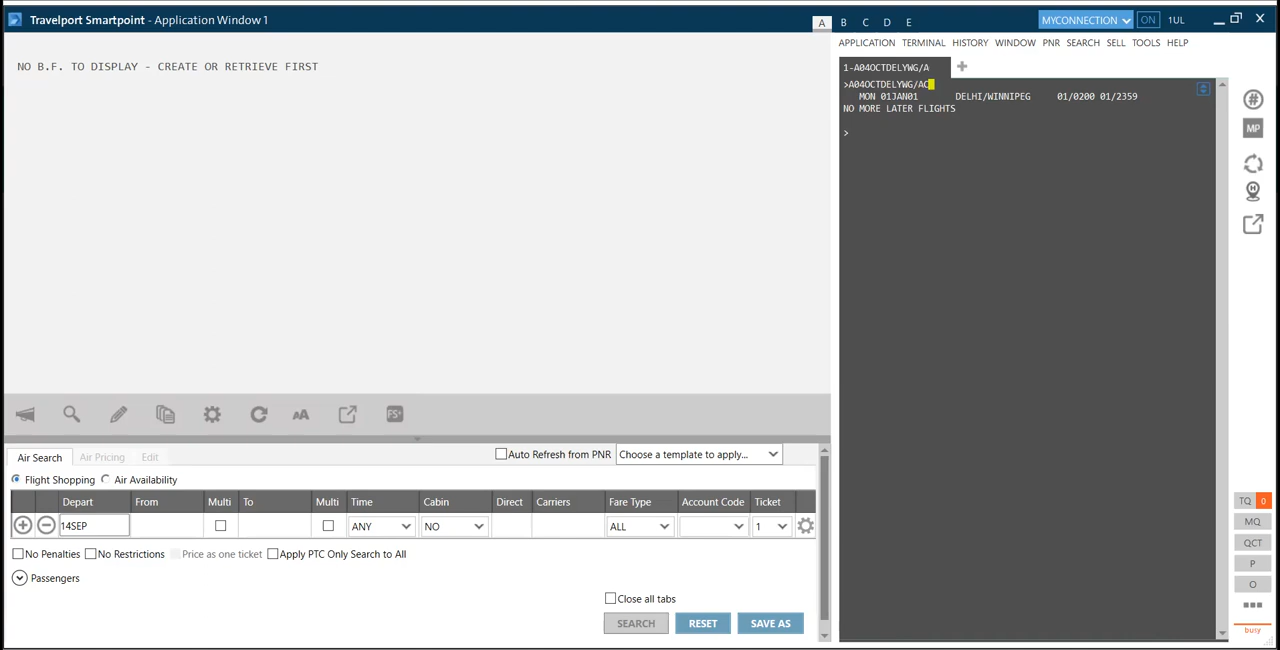 Travelport Smartpoint - Application Window 1
A B C D E
MYCONNECTION ON 1UL
APPLICATION TERMINAL HISTORY WINDOW PNR SEARCH SELL TOOLS HELP
NO B.F. TO DISPLAY - CREATE OR RETRIEVE FIRST
1-A04OCTDELYWG/A
>A04OCTDELYWG/AC
MON 01JAN01 DELHI/WINNIPEG 01/0200 01/2359
NO MORE LATER FLIGHTS
>
#
MP
AA
FS+
Air Search Air Pricing Edit
Auto Refresh from PNR Choose a template to apply...
Flight Shopping Air Availability
Depart From Multi To Multi Time Cabin Direct Carriers Fare Type Account Code Ticket
14SEP ANY NO ALL 1
No Penalties No Restrictions Price as one ticket Apply PTC Only Search to All
Passengers
Close all tabs
SEARCH RESET SAVE AS
TQ 0
MQ
QCT
P
O
busy